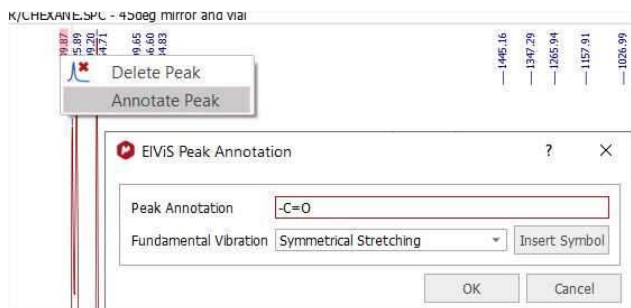 R/CHEXANE.SPC - 45deg mirror and vial
1445.16
1347.29
1265.94
1157.91
1026.99
Delete Peak
Annotate Peak
ElViS Peak Annotation ? ×
Peak Annotation -C=O
Fundamental Vibration Symmetrical Stretching Insert Symbol
OK Cancel